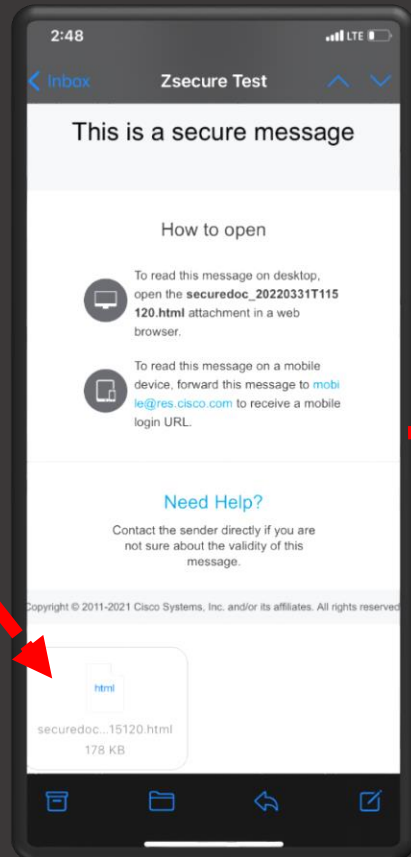 2:48
LTE
Inbox
Zsecure Test
This is a secure message
How to open
To read this message on desktop,
open the securedoc_20220331T115
120.html attachment in a web
browser.
To read this message on a mobile
device, forward this message to mobi
le@res.cisco.com to receive a mobile
login URL.
Need Help?
Contact the sender directly if you are
not sure about the validity of this
message.
Copyright © 2011-2021 Cisco Systems, Inc. and/or its affiliates. All rights reserved
html
securedoc...15120.html
178 KB